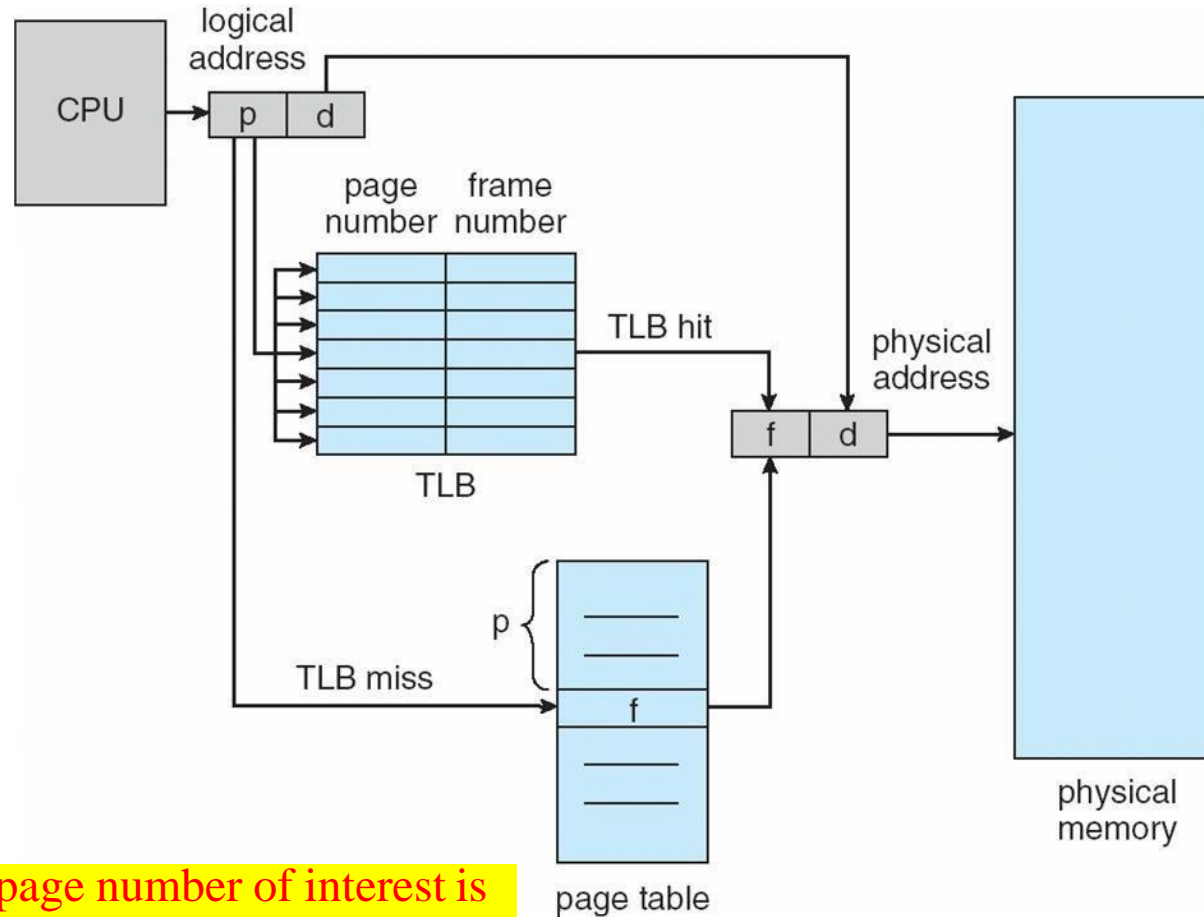 logical
address
CPU
p
d
page
number
frame
number
TLB hit
physical
address
f
d
TLB
p
TLB miss
f
physical
memory
page number of interest is
page table